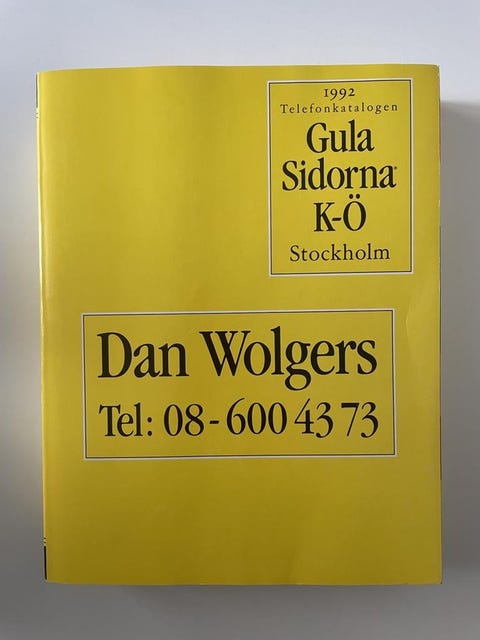 1992
Telefonkatalogen
Gula
Sidorna®
K-Ö
Stockholm
Dan Wolgers
Tel: 08-600 43 73